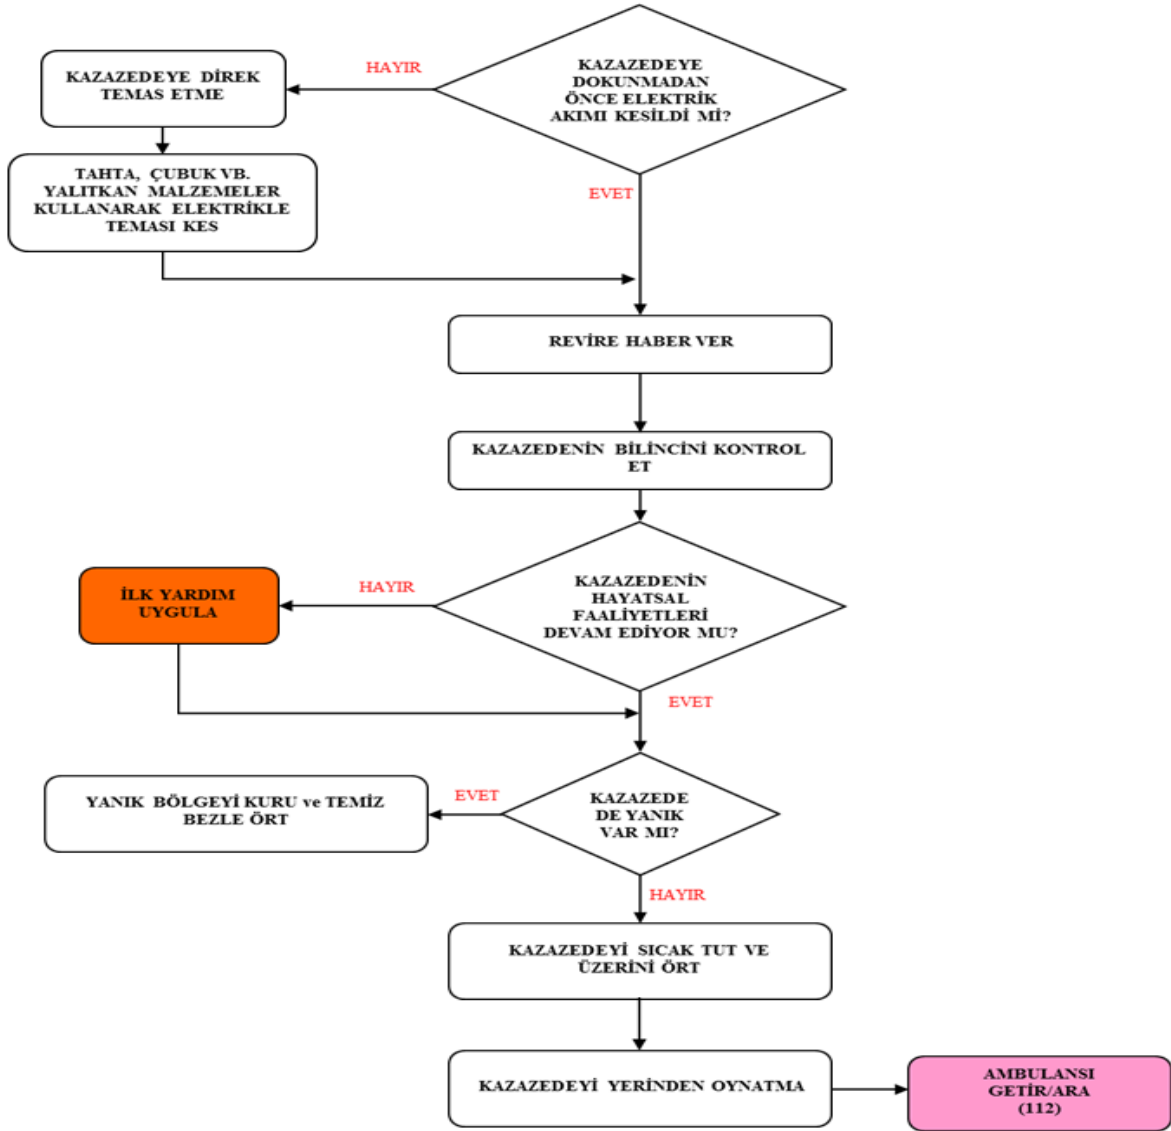 KAZAZEDEYE
DOKUNMADAN
ÖNCE ELEKTRİK
AKIMI KESİLDİ Mİ?
HAYIR
KAZAZEDEYE DİREK
TEMAS ETME
TAHTA, ÇUBUK VB.
YALITKAN MALZEMELER
KULLANARAK ELEKTRİKLE
TEMASI KES
EVET
REVİRE HABER VER
KAZAZEDENİN BİLİNCİNİ KONTROL
ET
KAZAZEDENİN
HAYATSAL
FAALİYETLERİ
DEVAM EDİYOR MU?
HAYIR
İLK YARDIM
UYGULA
EVET
KAZAZEDE
DE YANIK
VAR MI?
EVET
YANIK BÖLGEYİ KURU ve TEMİZ
BEZLE ÖRT
HAYIR
KAZAZEDEYİ SICAK TUT VE
ÜZERİNİ ÖRT
KAZAZEDEYİ YERİNDEN OYNATMA
AMBULANSI
GETİR/ARA
(112)